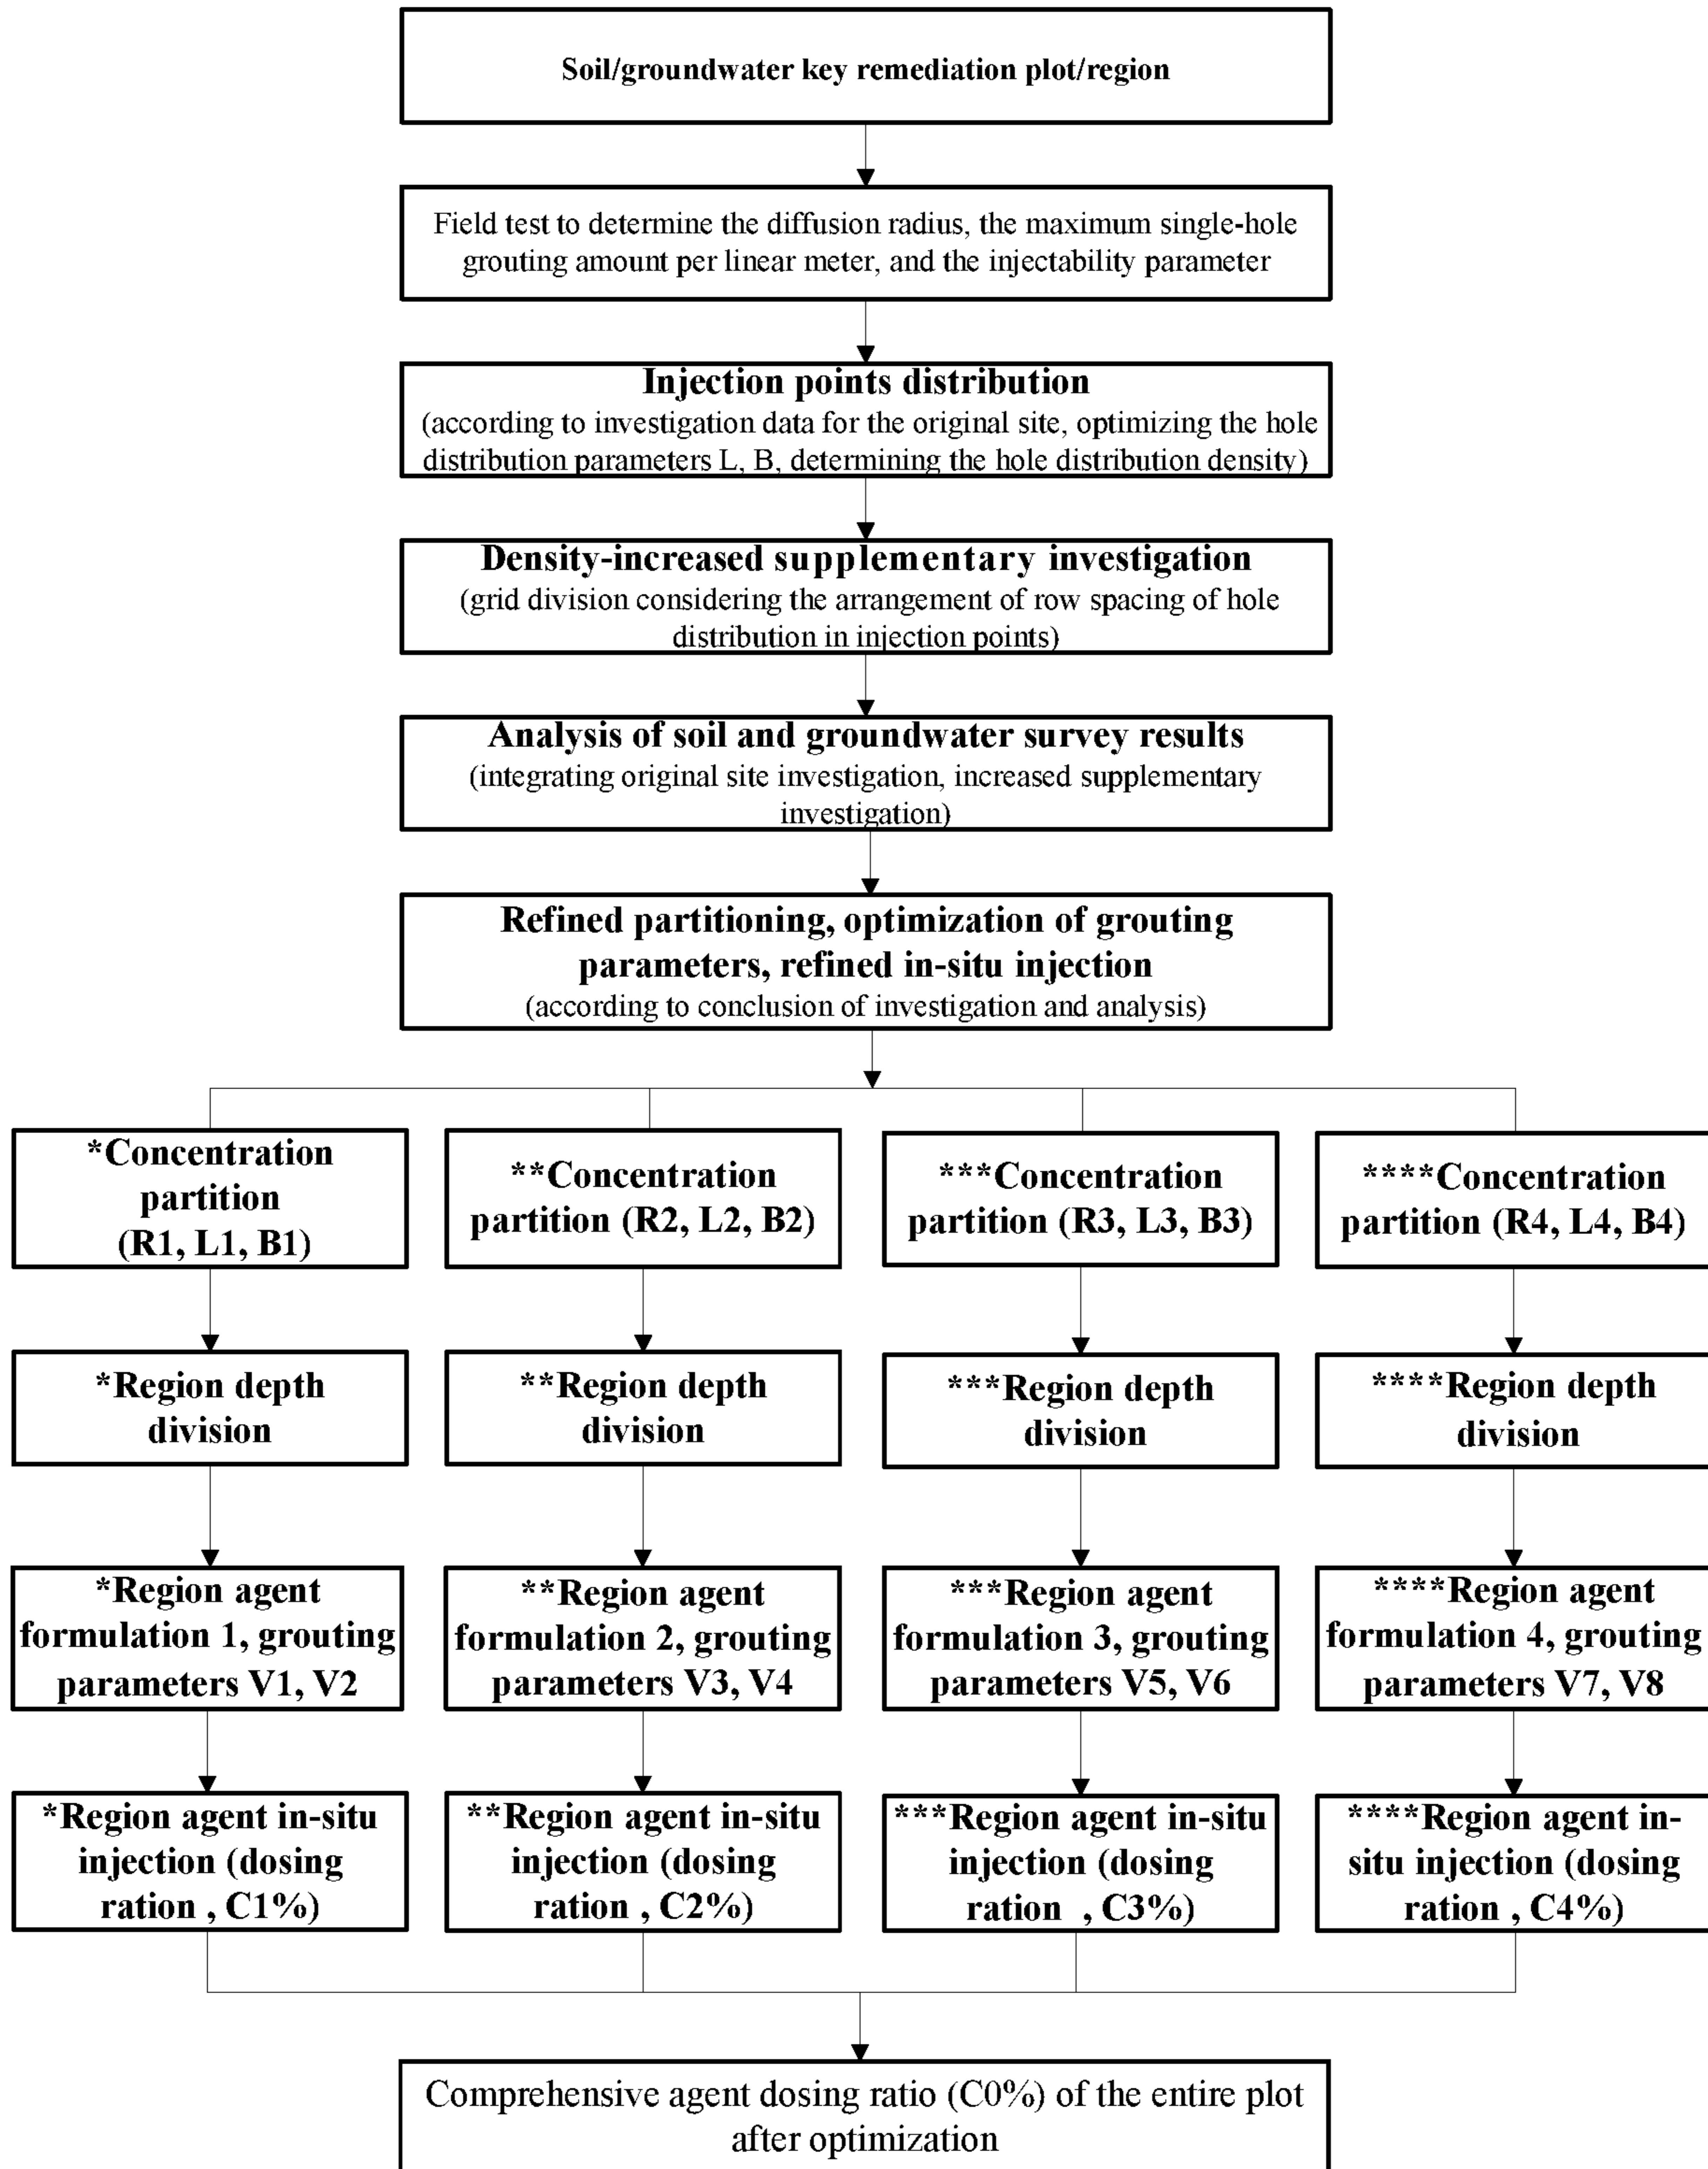 Soil/groundwater key remediation plot/region
Field test to determine the diffusion radius, the maximum single-hole
grouting amount per linear meter, and the injectability parameter
Injection points distribution
(according to investigation data for the original site, optimizing the hole
distribution parameters L, B, determining the hole distribution density)
Density-increased supplementary investigation
(grid division considering the arrangement of row spacing of hole
distribution in injection points)
Analysis of soil and groundwater survey results
(integrating original site investigation, increased supplementary
investigation)
Refined partitioning, optimization of grouting
parameters, refined in-situ injection
(according to conclusion of investigation and analysis)
*Concentration
partition
(R1, L1, B1)
**Concentration
partition (R2, L2, B2)
***Concentration
partition (R3, L3, B3)
****Concentration
partition (R4, L4, B4)
*Region depth
division
**Region depth
division
***Region depth
division
****Region depth
division
*Region agent
formulation 1, grouting
parameters V1, V2
**Region agent
formulation 2, grouting
parameters V3, V4
***Region agent
formulation 3, grouting
parameters V5, V6
****Region agent
formulation 4, grouting
parameters V7, V8
*Region agent in-situ
injection (dosing
ration , C1%)
**Region agent in-situ
injection (dosing
ration , C2%)
***Region agent in-situ
injection (dosing
ration , C3%)
****Region agent in-
situ injection (dosing
ration , C4%)
Comprehensive agent dosing ratio (C0%) of the entire plot
after optimization